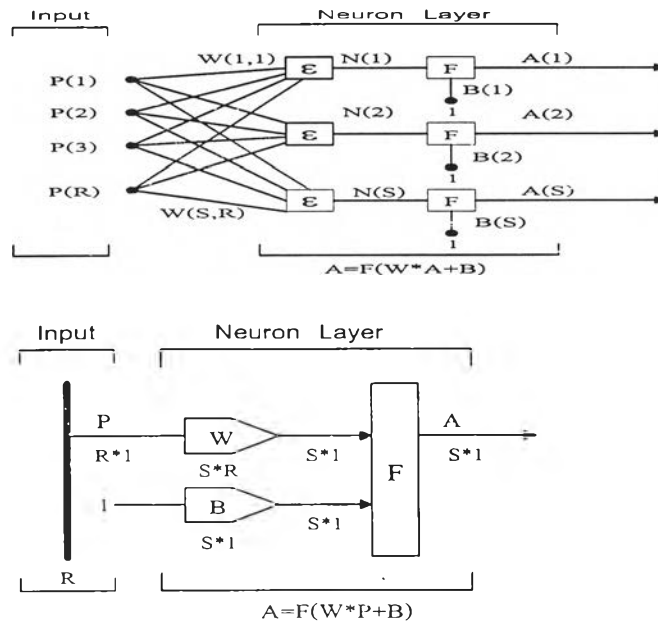 Input Neuron Layer
W(1,1) N(1) A(1)
P(1) ε F
B(1)
P(2) N(2) 1 A(2)
ε F
P(3) B(2)
1
P(R) N(S) A(S)
ε F
W(S,R) B(S)
1
A=F(W*A+B)
Input Neuron Layer
P W A
R*1 S*R S*1 F S*1
1 B
S*1 S*1
R
A=F(W*P+B)